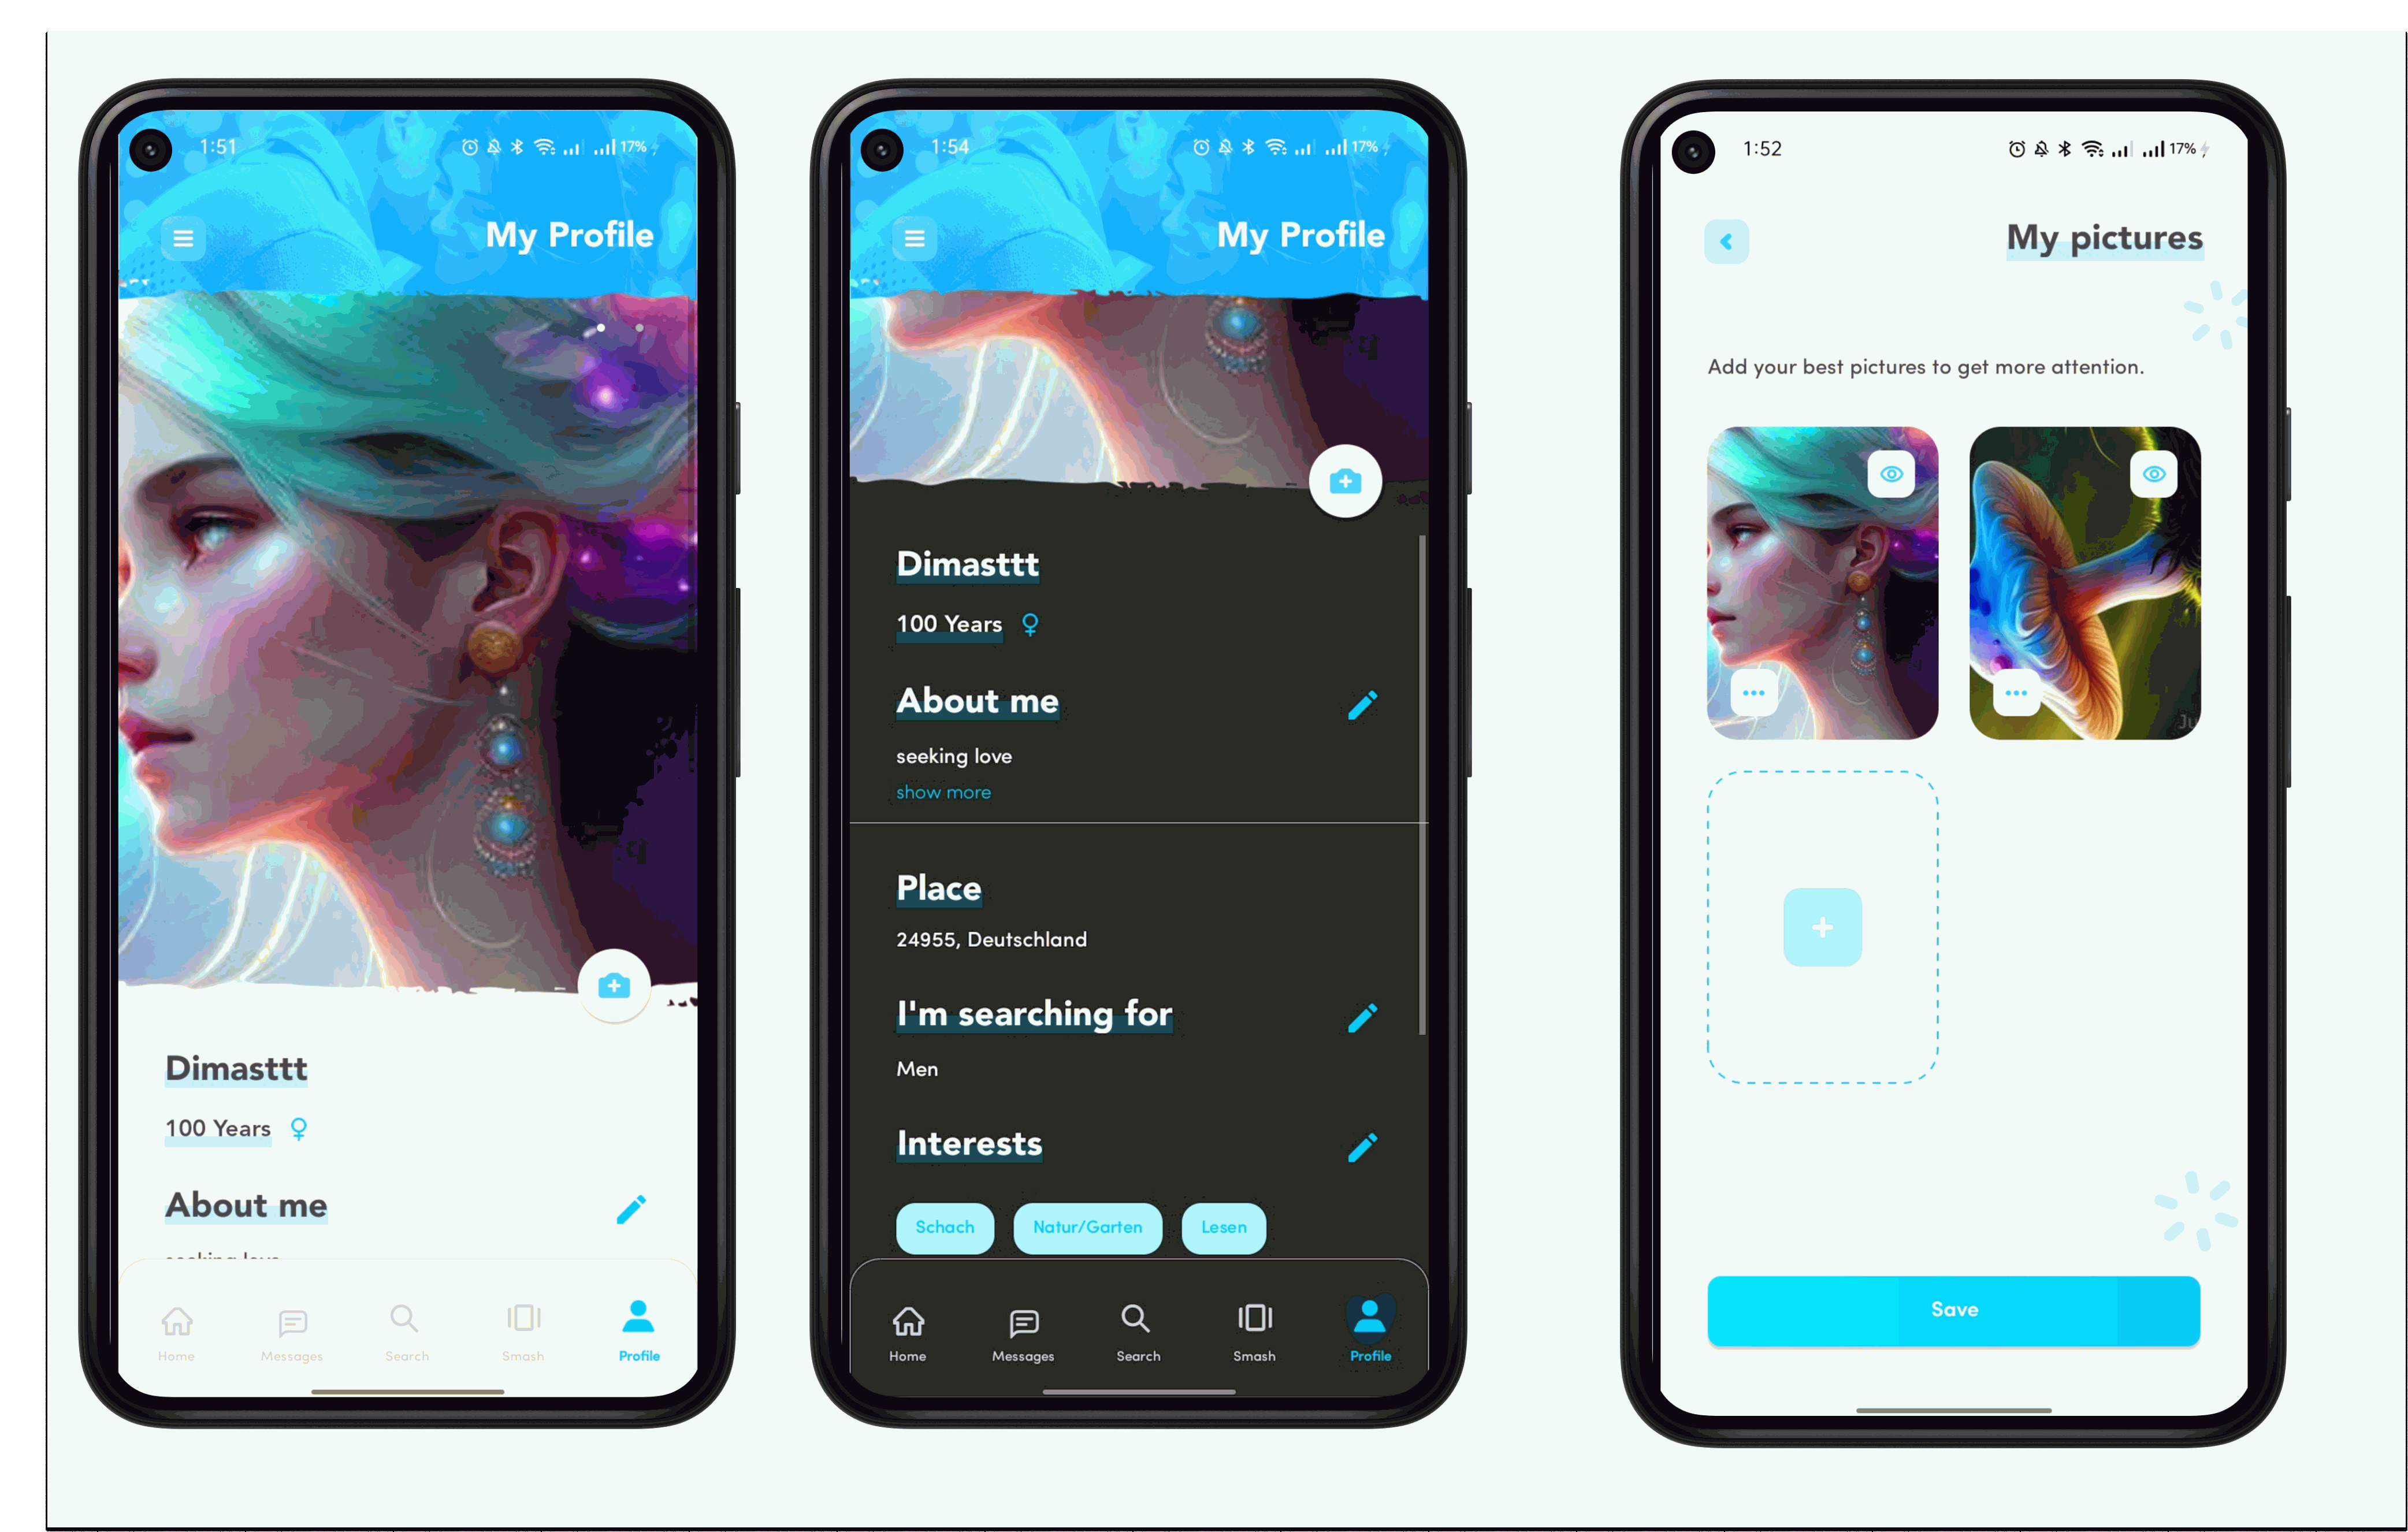 1:51
17%
My Profile
Dimasttt
100 Years
About me
Home
Messages
Search
Smash
Profile
1:54
17%
My Profile
Dimasttt
100 Years
About me
seeking love
show more
Place
24955, Deutschland
I'm searching for
Men
Interests
Schach
Natur/Garten
Lesen
Home
Messages
Search
Smash
Profile
1:52
17%
My pictures
Add your best pictures to get more attention.
Save